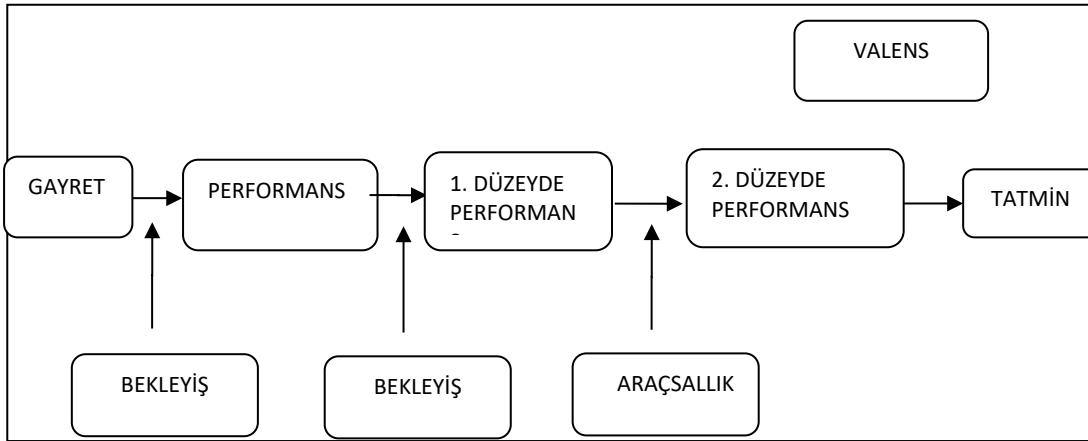 VALENS
GAYRET
PERFORMANS
1. DÜZEYDE
PERFORMAN
2. DÜZEYDE
PERFORMANS
TATMİN
BEKLEYİŞ
BEKLEYİŞ
ARAÇSALLIK